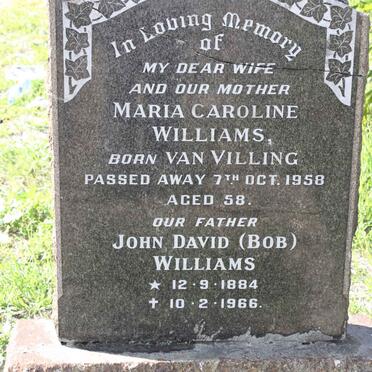 In Loving Memory
of
MY DEAR WIFE
AND OUR MOTHER
MARIA CAROLINE
WILLIAMS,
BORN VAN VILLING
PASSED AWAY 7TH OCT. 1958
AGED 58.
OUR FATHER
JOHN DAVID (BOB)
WILLIAMS
★ 12·9·1884
✝ 10·2·1966.